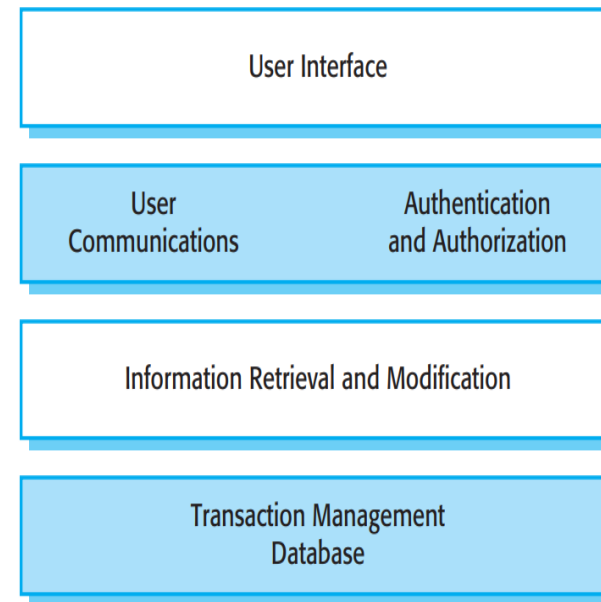 User Interface
User
Communications
Authentication
and Authorization
Information Retrieval and Modification
Transaction Management
Database